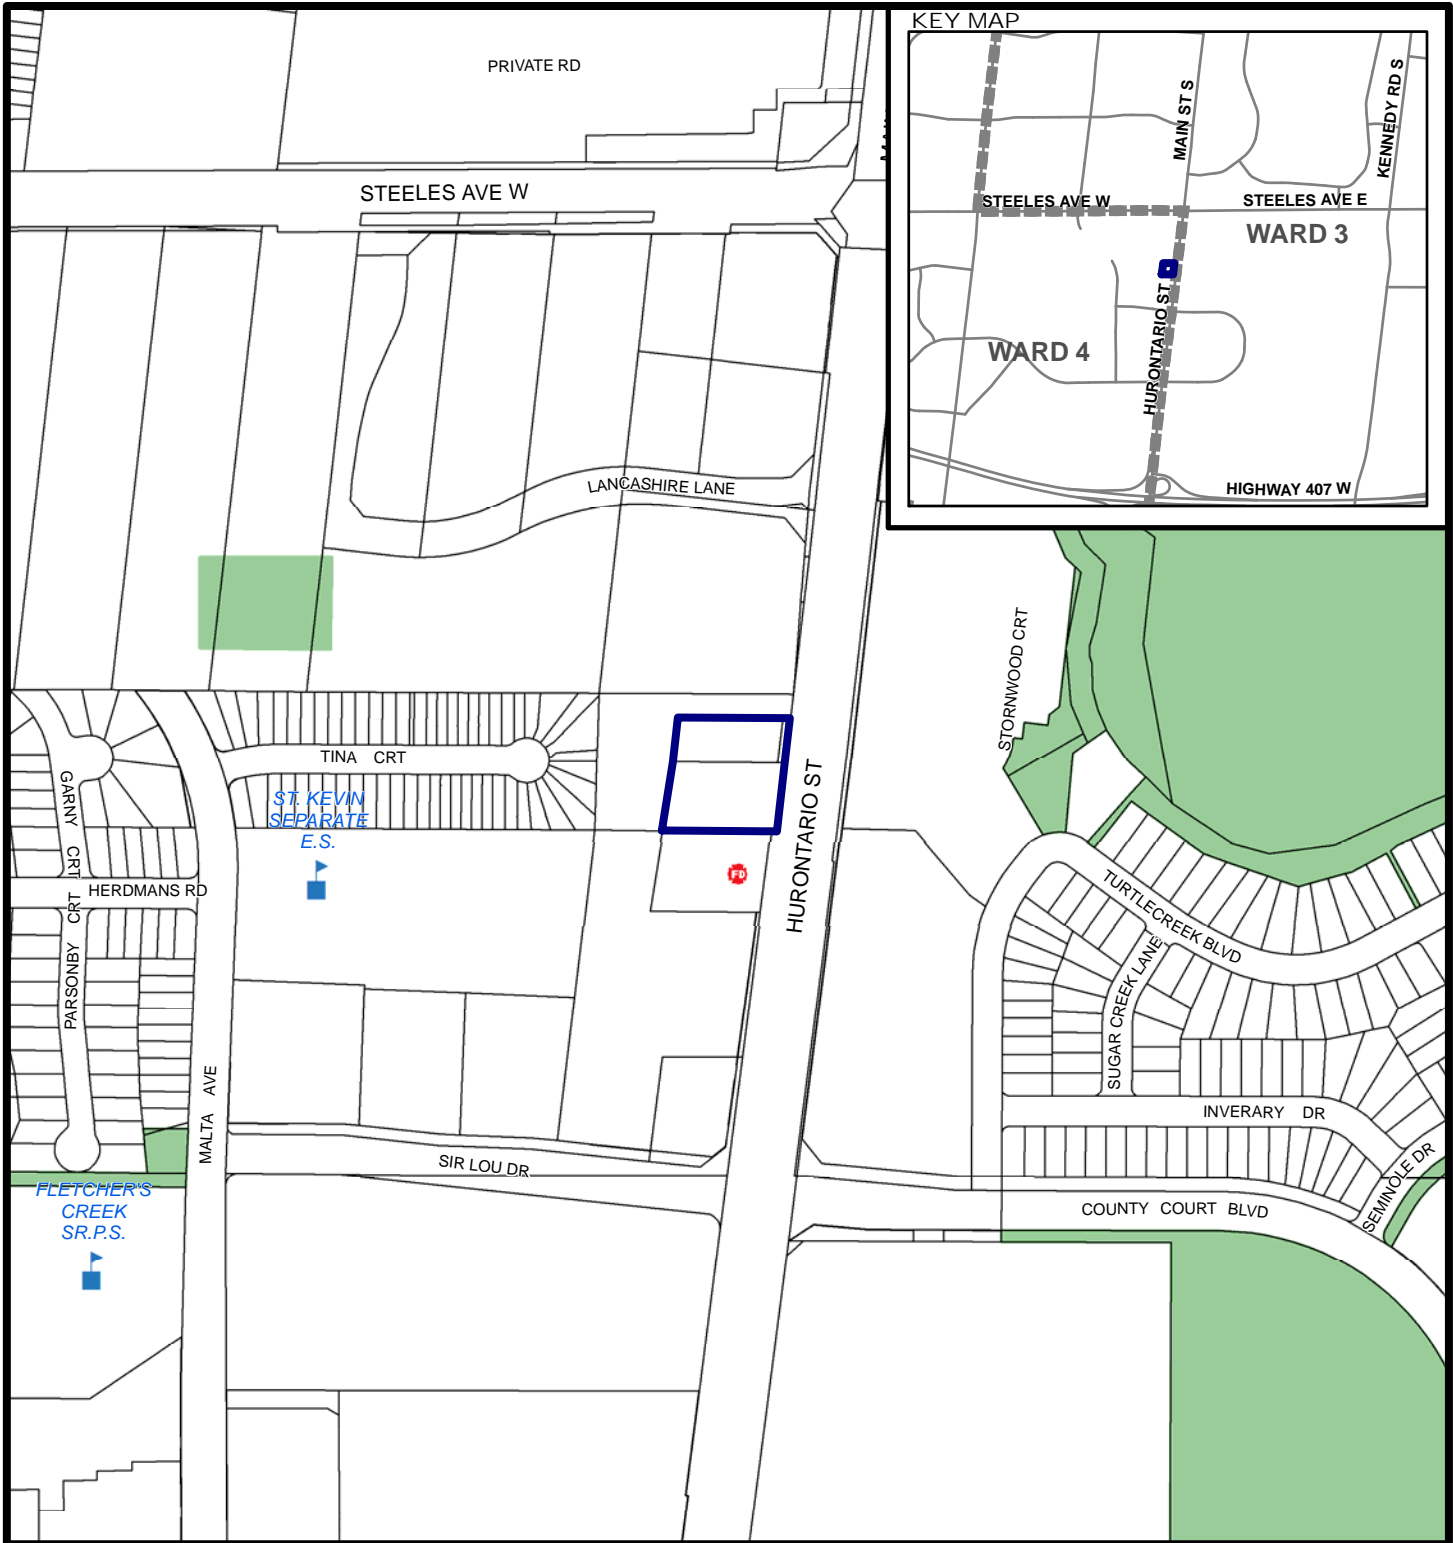 KEY MAP
PRIVATE RD
MAIN ST S
KENNEDY RD S
STEELES AVE W
STEELES AVE W
STEELES AVE E
WARD 3
HURONTARIO ST
WARD 4
HIGHWAY 407 W
LANCASHIRE LANE
STORNWOOD CRT
TINA CRT
GARNY CRT
ST. KEVIN
SEPARATE
E.S.
HURONTARIO ST
FD
HERDMANS RD
PARSONBY CRT
TURTLECREEK BLVD
SUGAR CREEK LANE
MALTA AVE
INVERARY DR
SIR LOU DR
SEMINOLE DR
FLETCHER'S
CREEK
SR.P.S.
COUNTY COURT BLVD